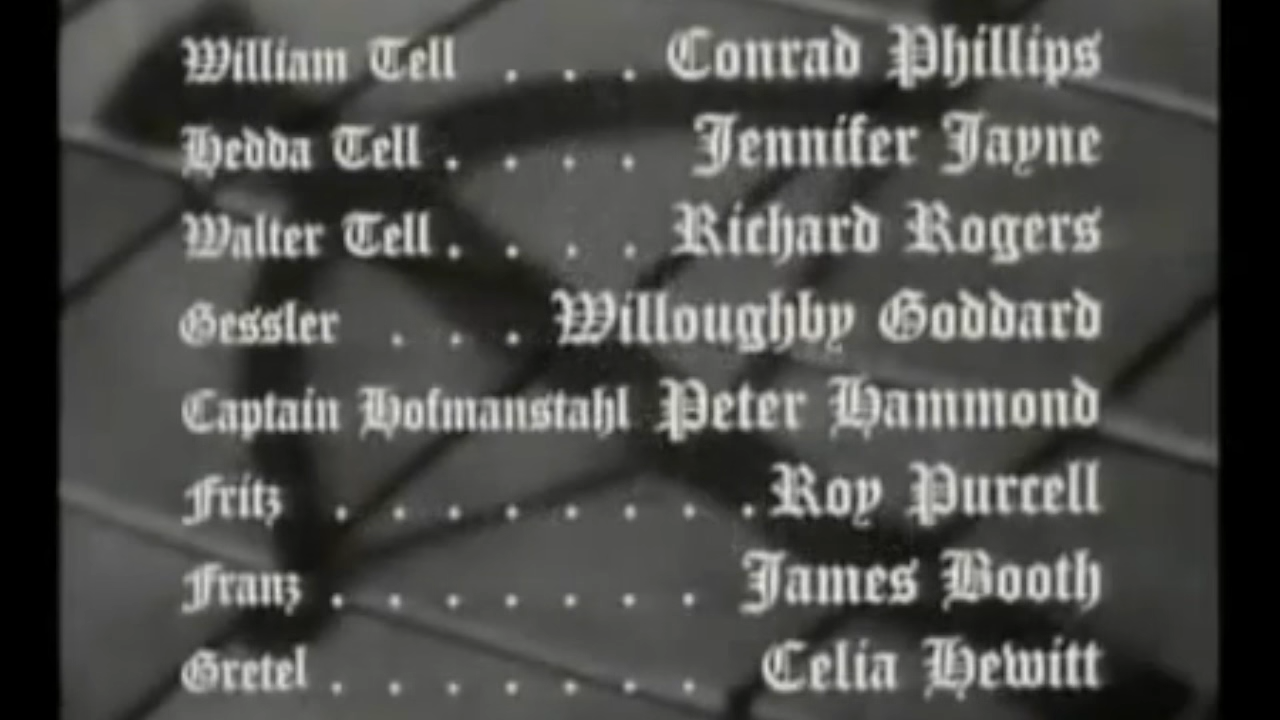 William Tell . . . Conrad Phillips
Hedda Tell . . . . Jennifer Jayne
Walter Tell . . . . Richard Rogers
Gessler . . . Willoughby Goddard
Captain Hofmanstahl Peter Hammond
Fritz . . . . . . . . Roy Purcell
Franz . . . . . . . James Booth
Gretel . . . . . . . Celia Hewitt